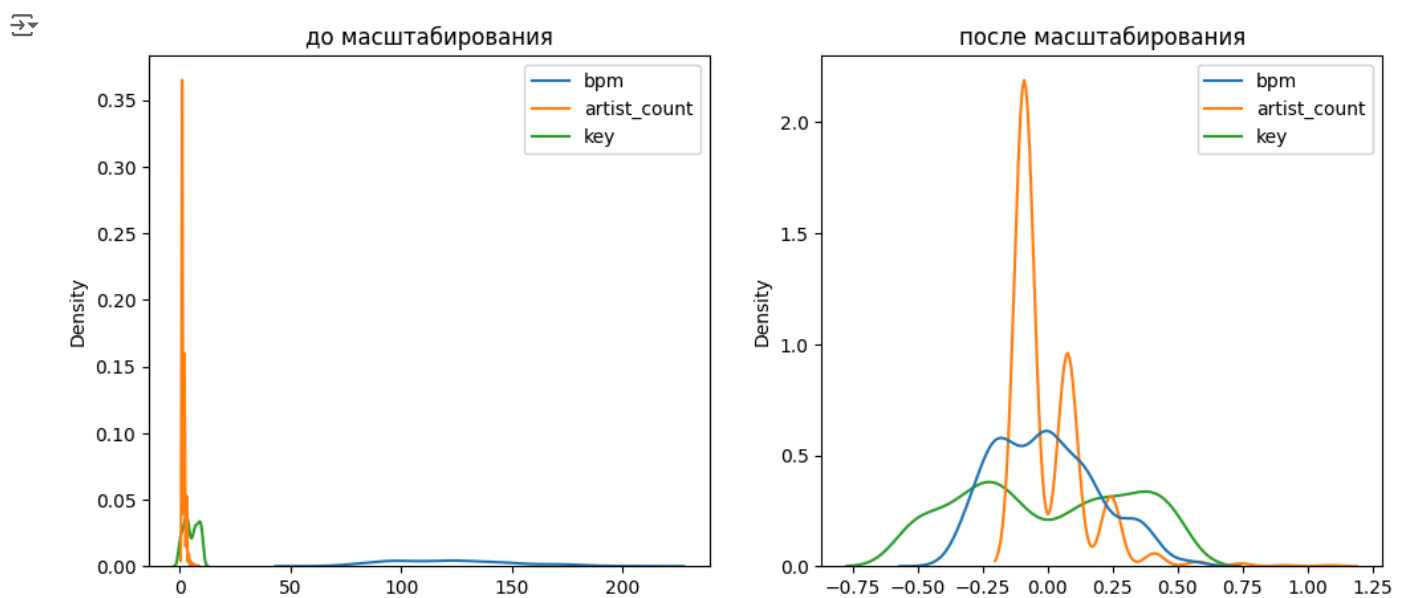 до масштабирования
0.35
0.30
0.25
0.20
0.15
0.10
0.05
0.00
Density
0
50
100
150
200
bpm
artist_count
key
после масштабирования
2.0
1.5
1.0
0.5
0.0
Density
−0.75
−0.50
−0.25
0.00
0.25
0.50
0.75
1.00
1.25
bpm
artist_count
key